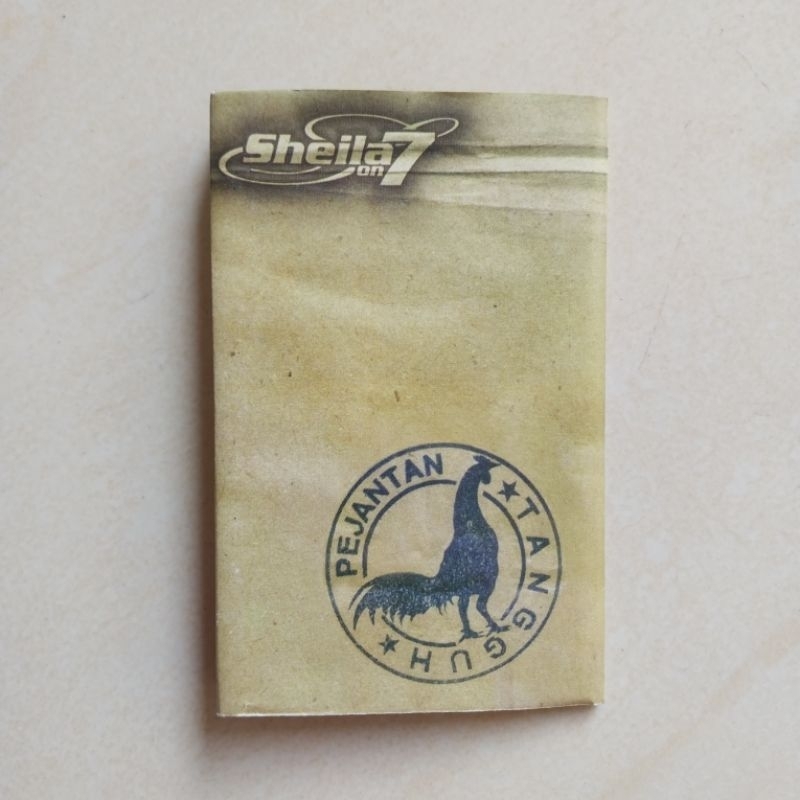 Sheila
on 7
PEJANTAN
TANGGUH